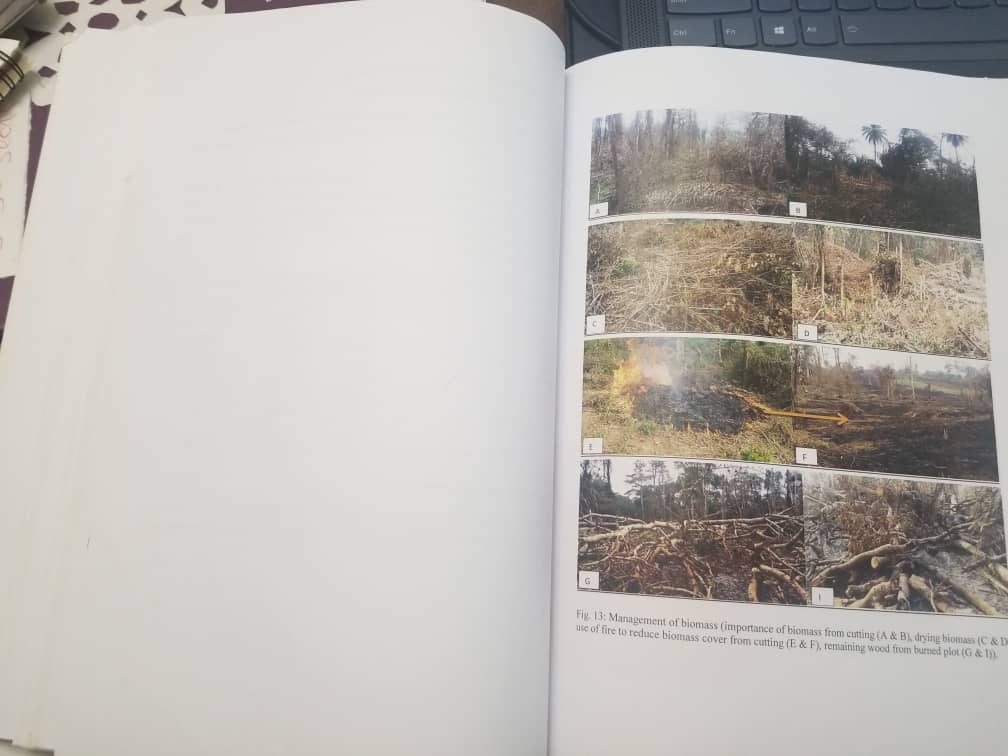 Ctrl
Fn
Alt
A
B
C
D
E
F
G
I
Fig. 13: Management of biomass (importance of biomass from cutting (A & B), drying biomass (C & D
use of fire to reduce biomass cover from cutting (E & F), remaining wood from burned plot (G & I)).